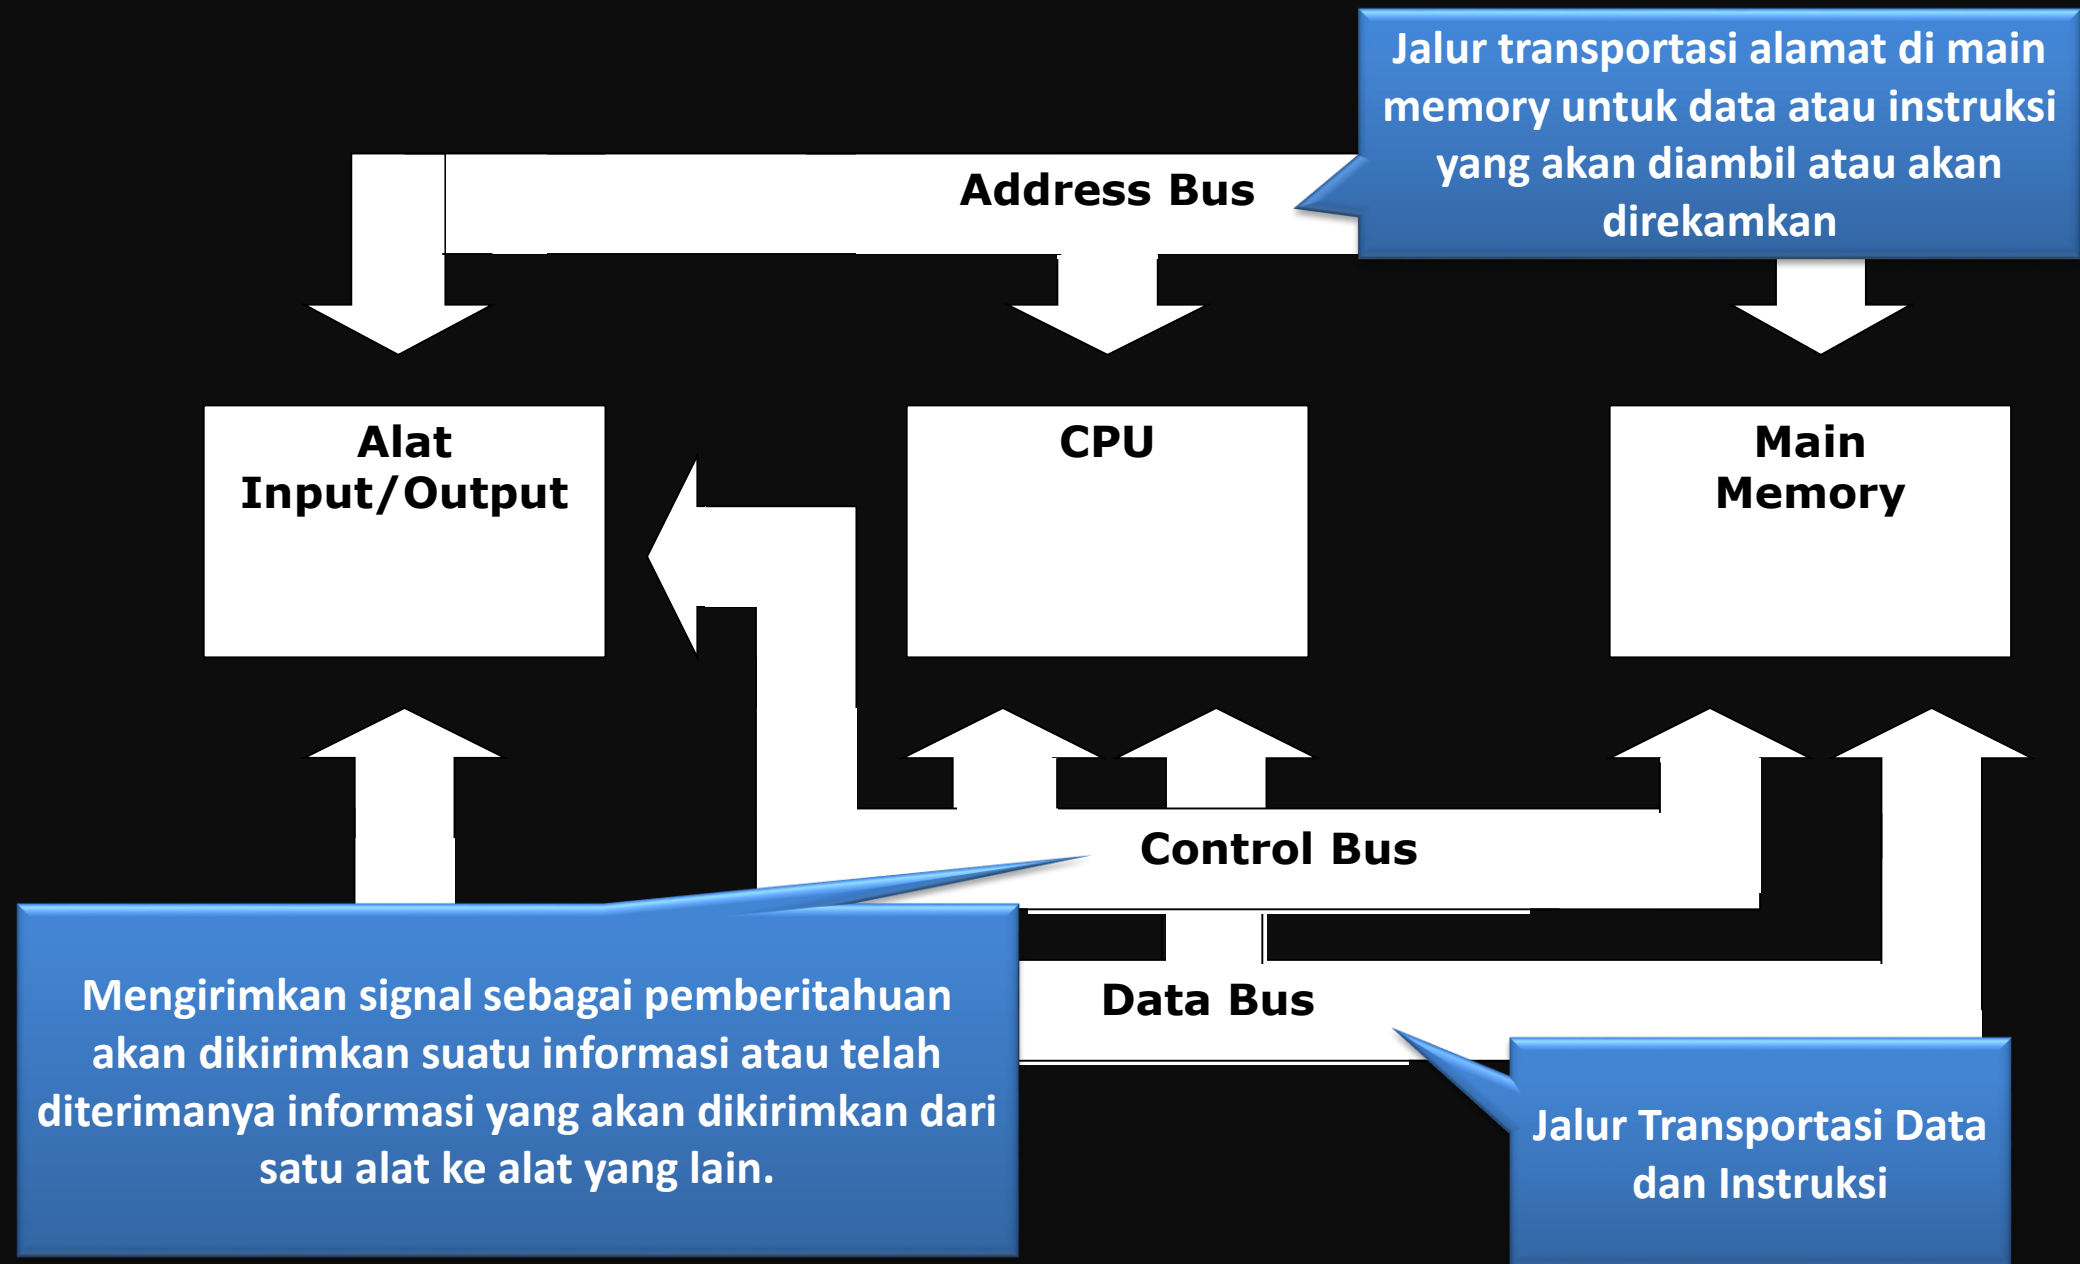 Jalur transportasi alamat di main
memory untuk data atau instruksi
yang akan diambil atau akan
direkamkan
Address Bus
Alat
Input/Output
CPU
Main
Memory
Control Bus
Mengirimkan signal sebagai pemberitahuan
akan dikirimkan suatu informasi atau telah
diterimanya informasi yang akan dikirimkan dari
satu alat ke alat yang lain.
Data Bus
Jalur Transportasi Data
dan Instruksi